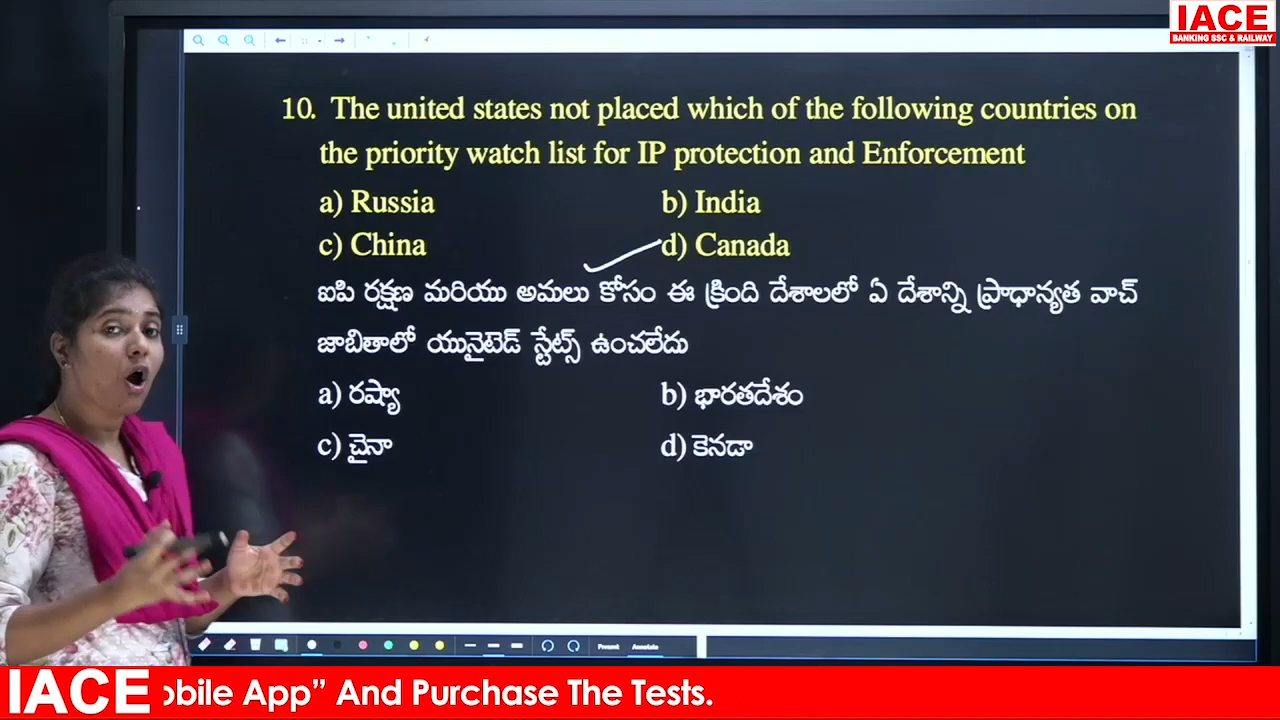 IACE
BANKING SSC & RAILWAY
10. The united states not placed which of the following countries on
the priority watch list for IP protection and Enforcement
a) Russia b) India
c) China d) Canada
ఐపి రక్షణ మరియు అమలు కోసం ఈ క్రింది దేశాలలో ఏ దేశాన్ని ప్రాధాన్యత వాచ్
జాబితాలో యునైటెడ్ స్టేట్స్ ఉంచలేదు
a) రష్యా b) భారతదేశం
c) చైనా d) కెనడా
Present Annotate
IACE obile App” And Purchase The Tests.